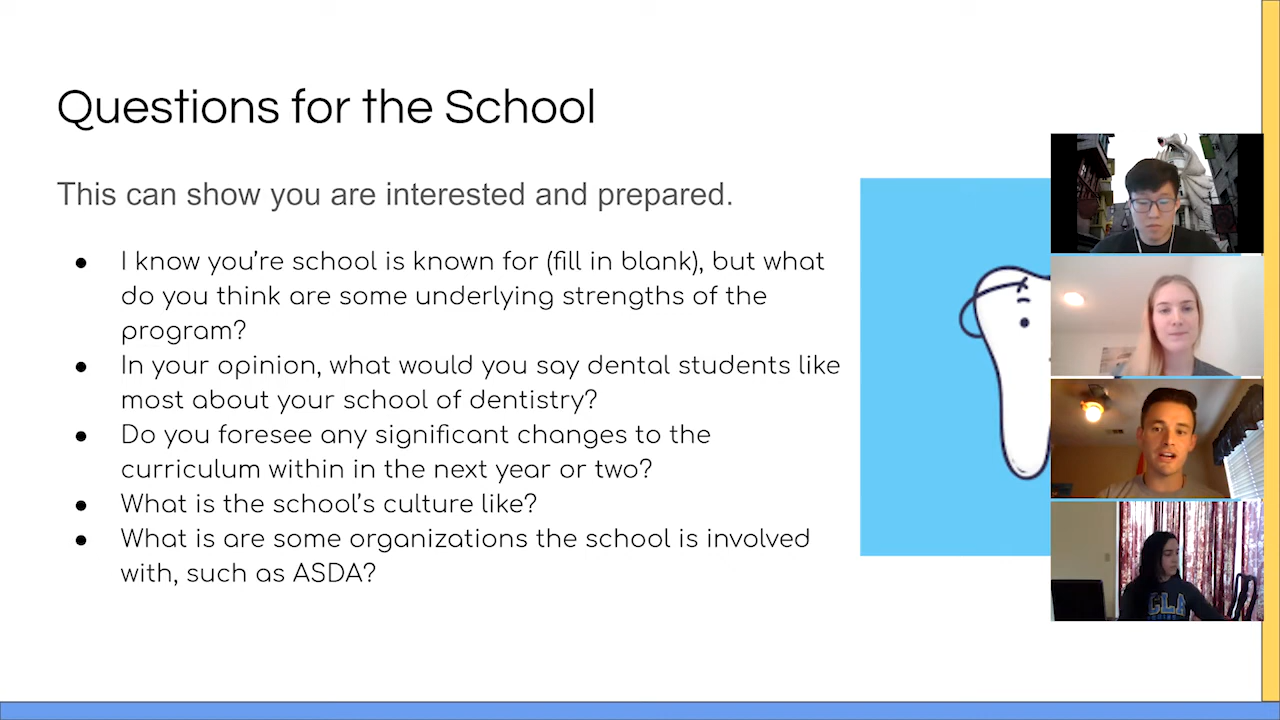 Questions for the School
This can show you are interested and prepared.
● I know you’re school is known for (fill in blank), but what
do you think are some underlying strengths of the
program?
● In your opinion, what would you say dental students like
most about your school of dentistry?
● Do you foresee any significant changes to the
curriculum within in the next year or two?
● What is the school’s culture like?
● What is are some organizations the school is involved
with, such as ASDA?
CLA